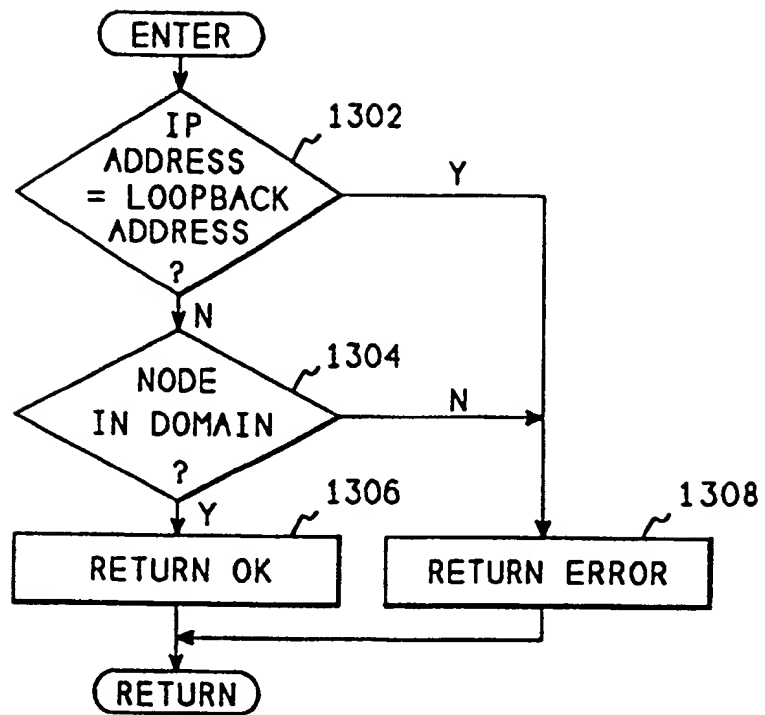 ENTER
1302
IP
ADDRESS
= LOOPBACK
ADDRESS
?
Y
N
1304
NODE
IN DOMAIN
?
N
Y
1306
RETURN OK
1308
RETURN ERROR
RETURN